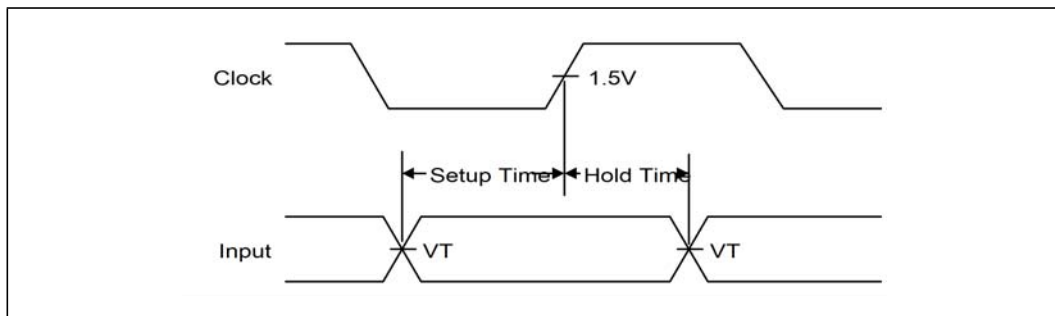 Clock
1.5V
Setup Time
Hold Time
Input
VT
VT